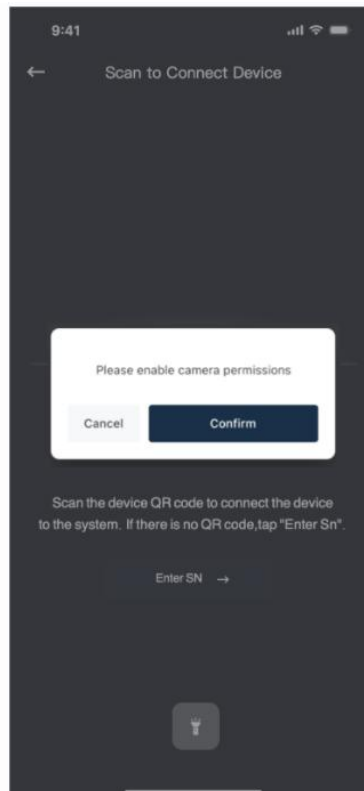 9:41
Scan to Connect Device
Please enable camera permissions
Cancel
Confirm
Scan the device QR code to connect the device
to the system. If there is no QR code,tap "Enter Sn".
Enter SN →